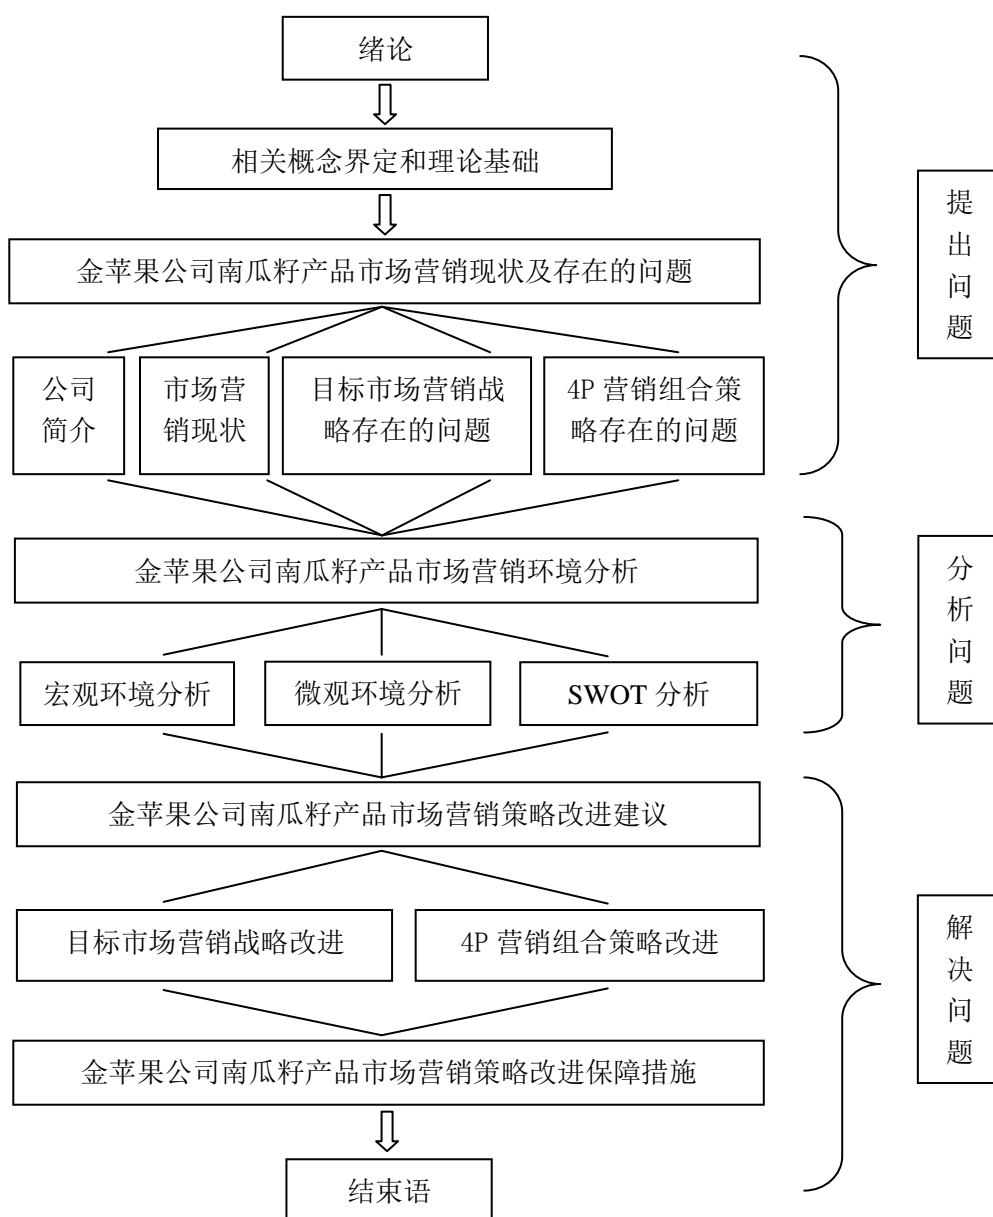 绪论
相关概念界定和理论基础
金苹果公司南瓜籽产品市场营销现状及存在的问题
公司
简介
市场营
销现状
目标市场营销战
略存在的问题
4P 营销组合策
略存在的问题
提
出
问
题
金苹果公司南瓜籽产品市场营销环境分析
宏观环境分析
微观环境分析
SWOT 分析
分
析
问
题
金苹果公司南瓜籽产品市场营销策略改进建议
目标市场营销战略改进
4P 营销组合策略改进
金苹果公司南瓜籽产品市场营销策略改进保障措施
结束语
解
决
问
题